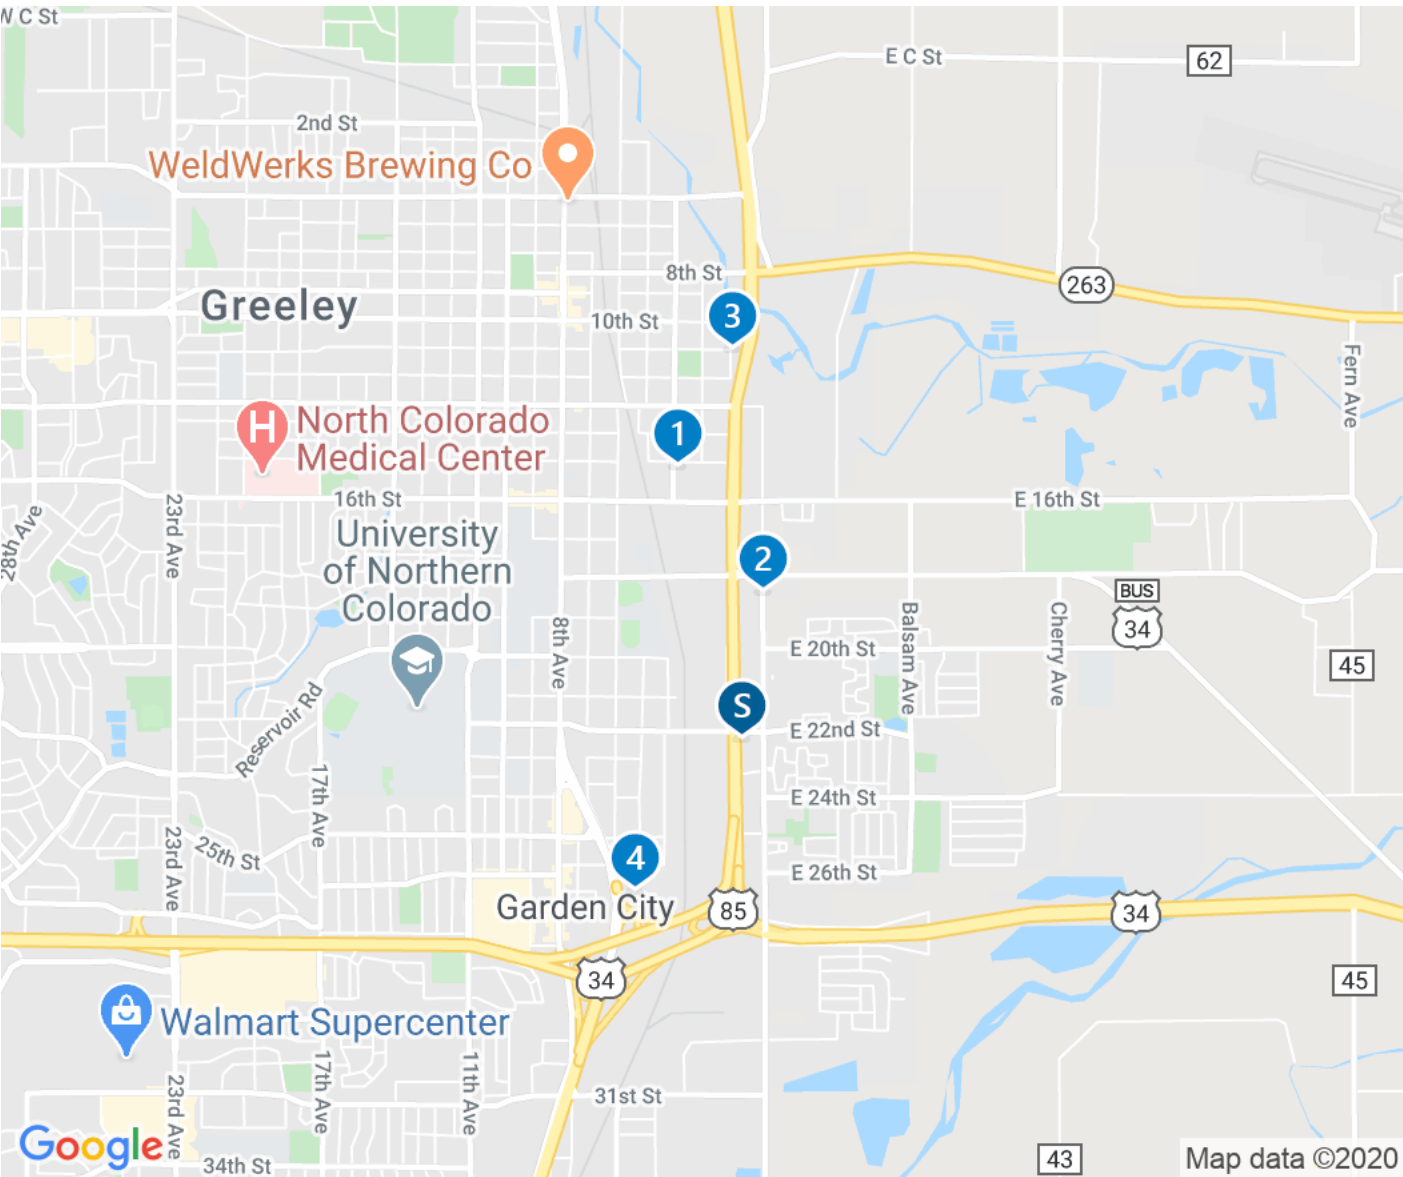 W C St
E C St
62
2nd St
WeldWerks Brewing Co
8th St
263
Greeley
3
10th St
Fern Ave
1
North Colorado
Medical Center
H
16th St
E 16th St
23rd Ave
28th Ave
University
of Northern
Colorado
2
BUS
34
8th Ave
Balsam Ave
Cherry Ave
E 20th St
45
Reservoir Rd
S
E 22nd St
17th Ave
E 24th St
23rd Ave
25th St
4
E 26th St
Garden City
85
34
34
45
Walmart Supercenter
23rd Ave
17th Ave
11th Ave
31st St
Google
34th St
43
Map data ©2020